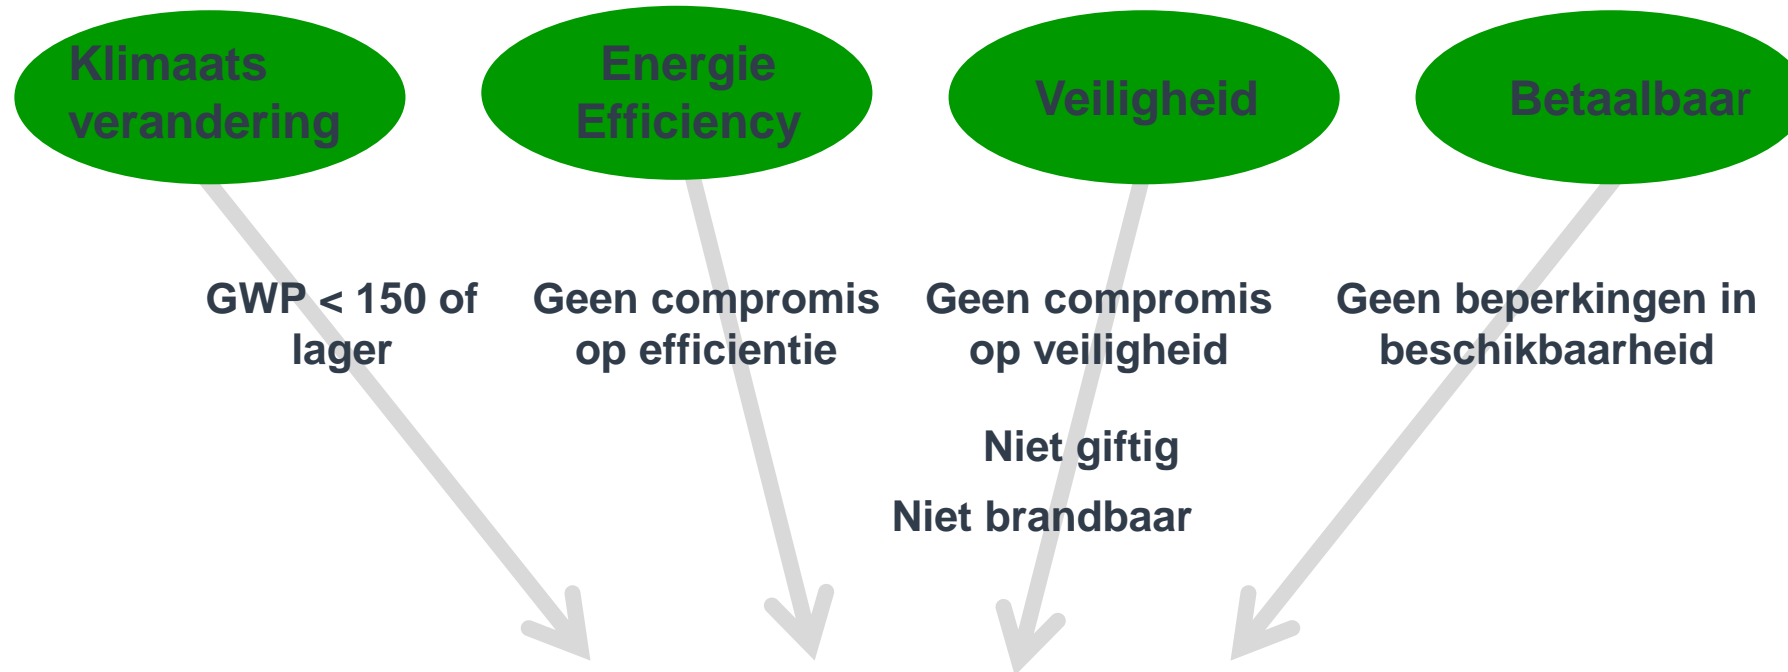 Klimaats
verandering
Energie
Efficiency
Veiligheid
Betaalbaar
GWP < 150 of
lager
Geen compromis
op efficientie
Geen compromis
op veiligheid
Niet giftig
Niet brandbaar
Geen beperkingen in
beschikbaarheid